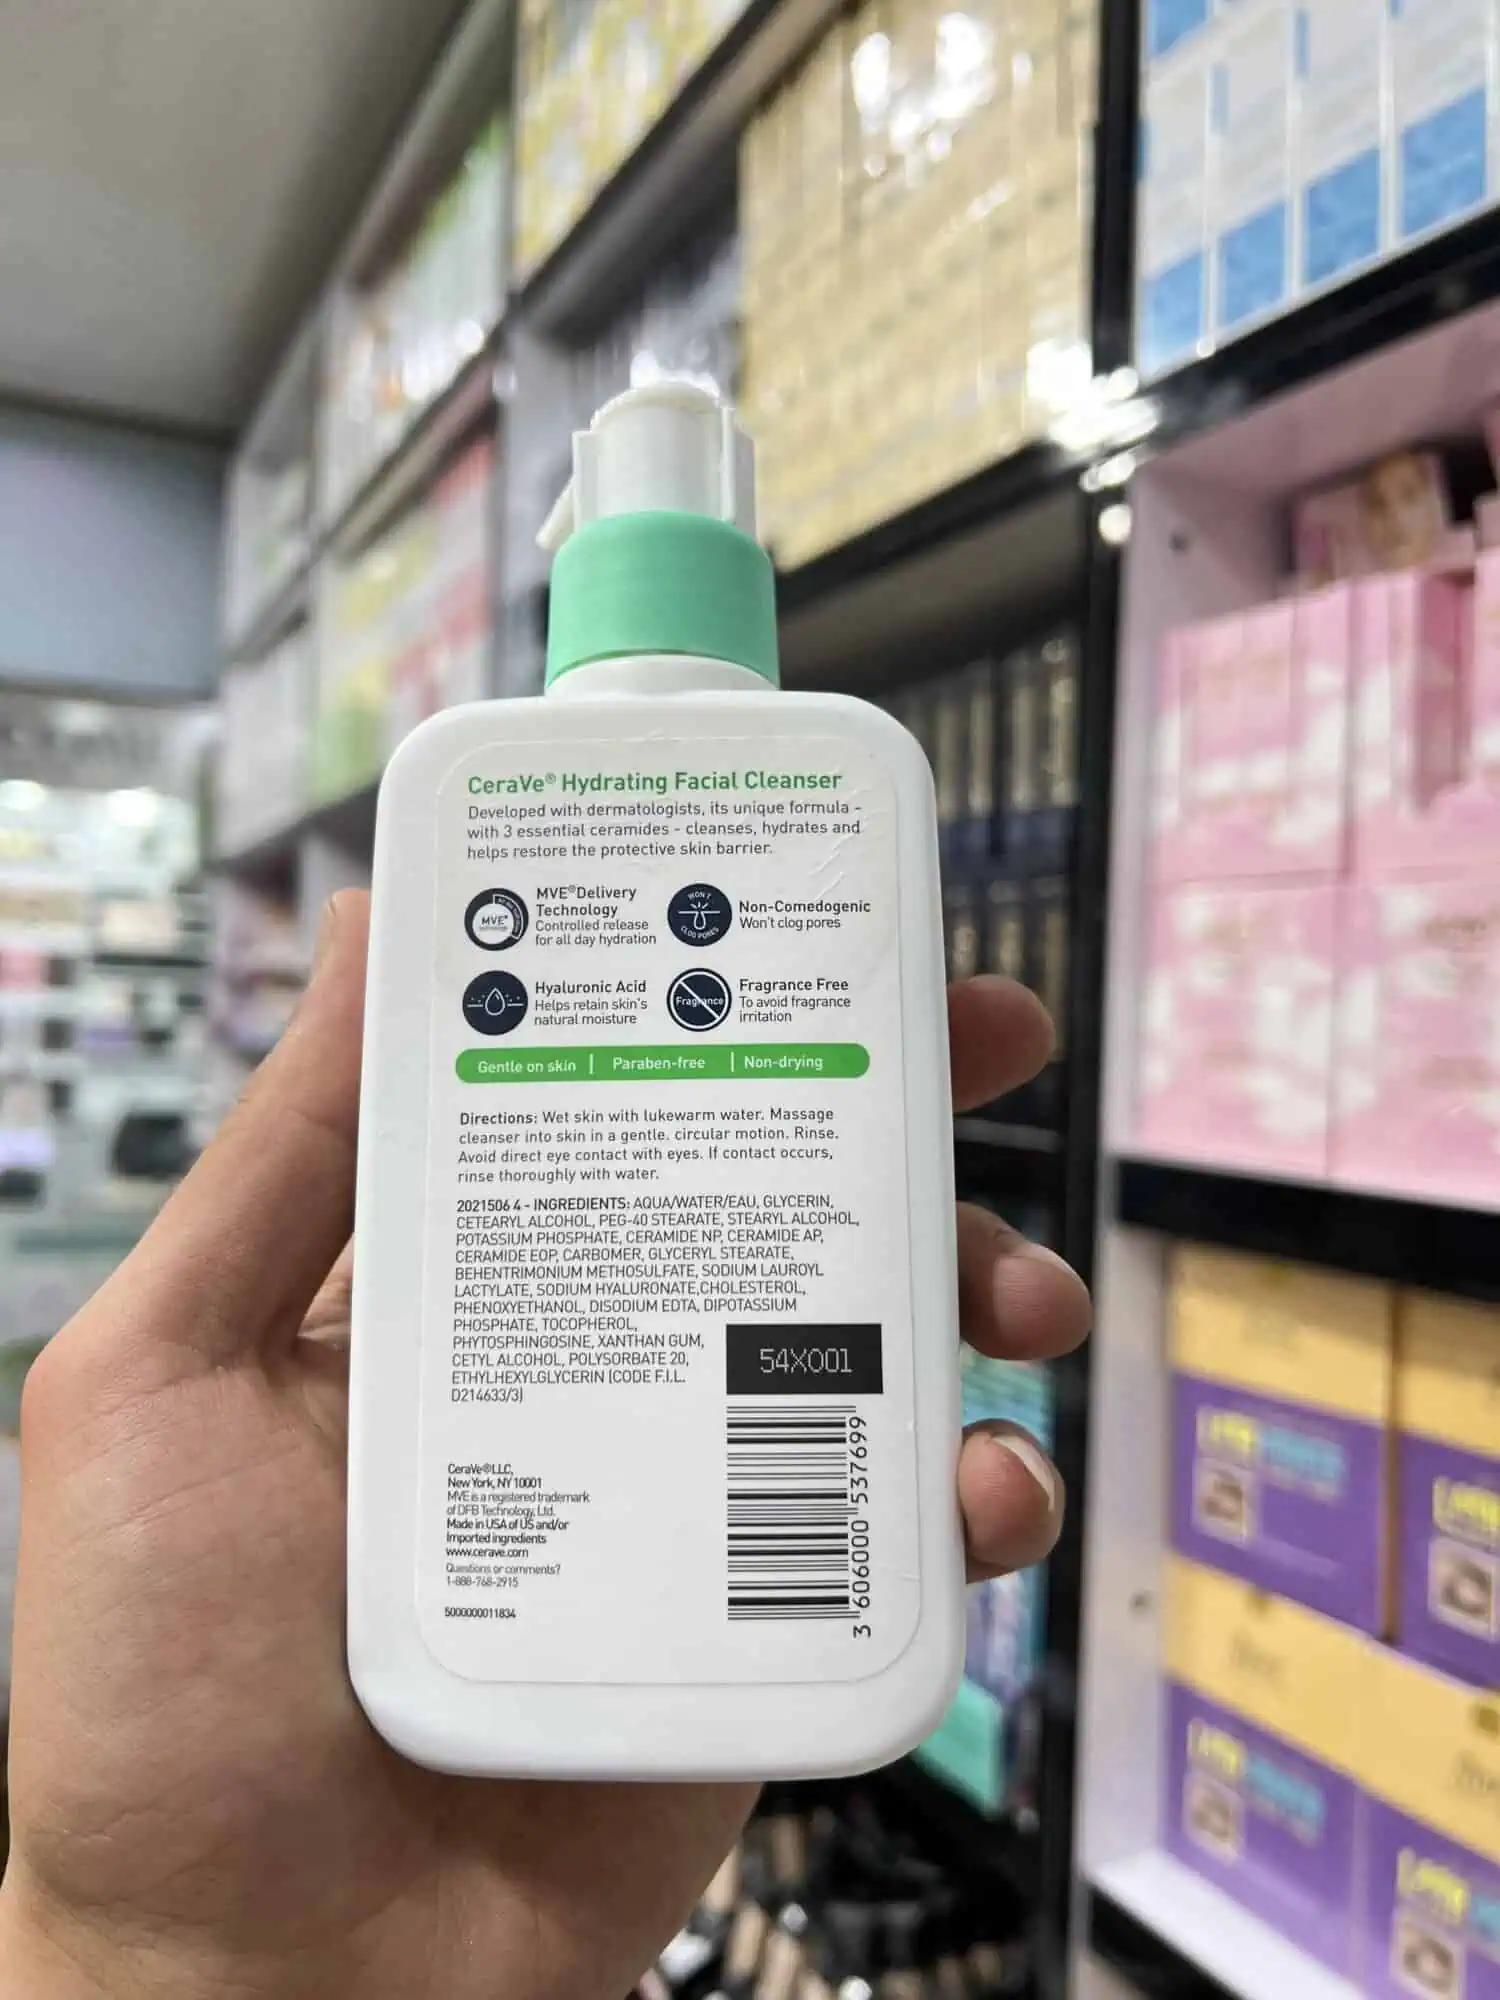 CeraVe® Hydrating Facial Cleanser
Developed with dermatologists, its unique formula -
with 3 essential ceramides - cleanses, hydrates and
helps restore the protective skin barrier.
MVE®Delivery
Technology
Controlled release
for all day hydration
MVE®
WON'T
CLOG PORES
Non-Comedogenic
Won't clog pores
Hyaluronic Acid
Helps retain skin's
natural moisture
Fragrance
Fragrance Free
To avoid fragrance
irritation
Gentle on skin | Paraben-free | Non-drying
Directions: Wet skin with lukewarm water. Massage
cleanser into skin in a gentle. circular motion. Rinse.
Avoid direct eye contact with eyes. If contact occurs,
rinse thoroughly with water.
2021506 4 - INGREDIENTS: AQUA/WATER/EAU, GLYCERIN,
CETEARYL ALCOHOL, PEG-40 STEARATE, STEARYL ALCOHOL,
POTASSIUM PHOSPHATE, CERAMIDE NP, CERAMIDE AP,
CERAMIDE EOP, CARBOMER, GLYCERYL STEARATE,
BEHENTRIMONIUM METHOSULFATE, SODIUM LAUROYL
LACTYLATE, SODIUM HYALURONATE,CHOLESTEROL,
PHENOXYETHANOL, DISODIUM EDTA, DIPOTASSIUM
PHOSPHATE, TOCOPHEROL,
PHYTOSPHINGOSINE, XANTHAN GUM,
CETYL ALCOHOL, POLYSORBATE 20,
ETHYLHEXYLGLYCERIN (CODE F.I.L.
D214633/3)
54X001
CeraVe®LLC,
New York, NY 10001
MVE is a registered trademark
of DFB Technology, Ltd.
Made in USA of US and/or
Imported ingredients
www.cerave.com
Questions or comments?
1-888-768-2915
5000000011834
3 606000 537699